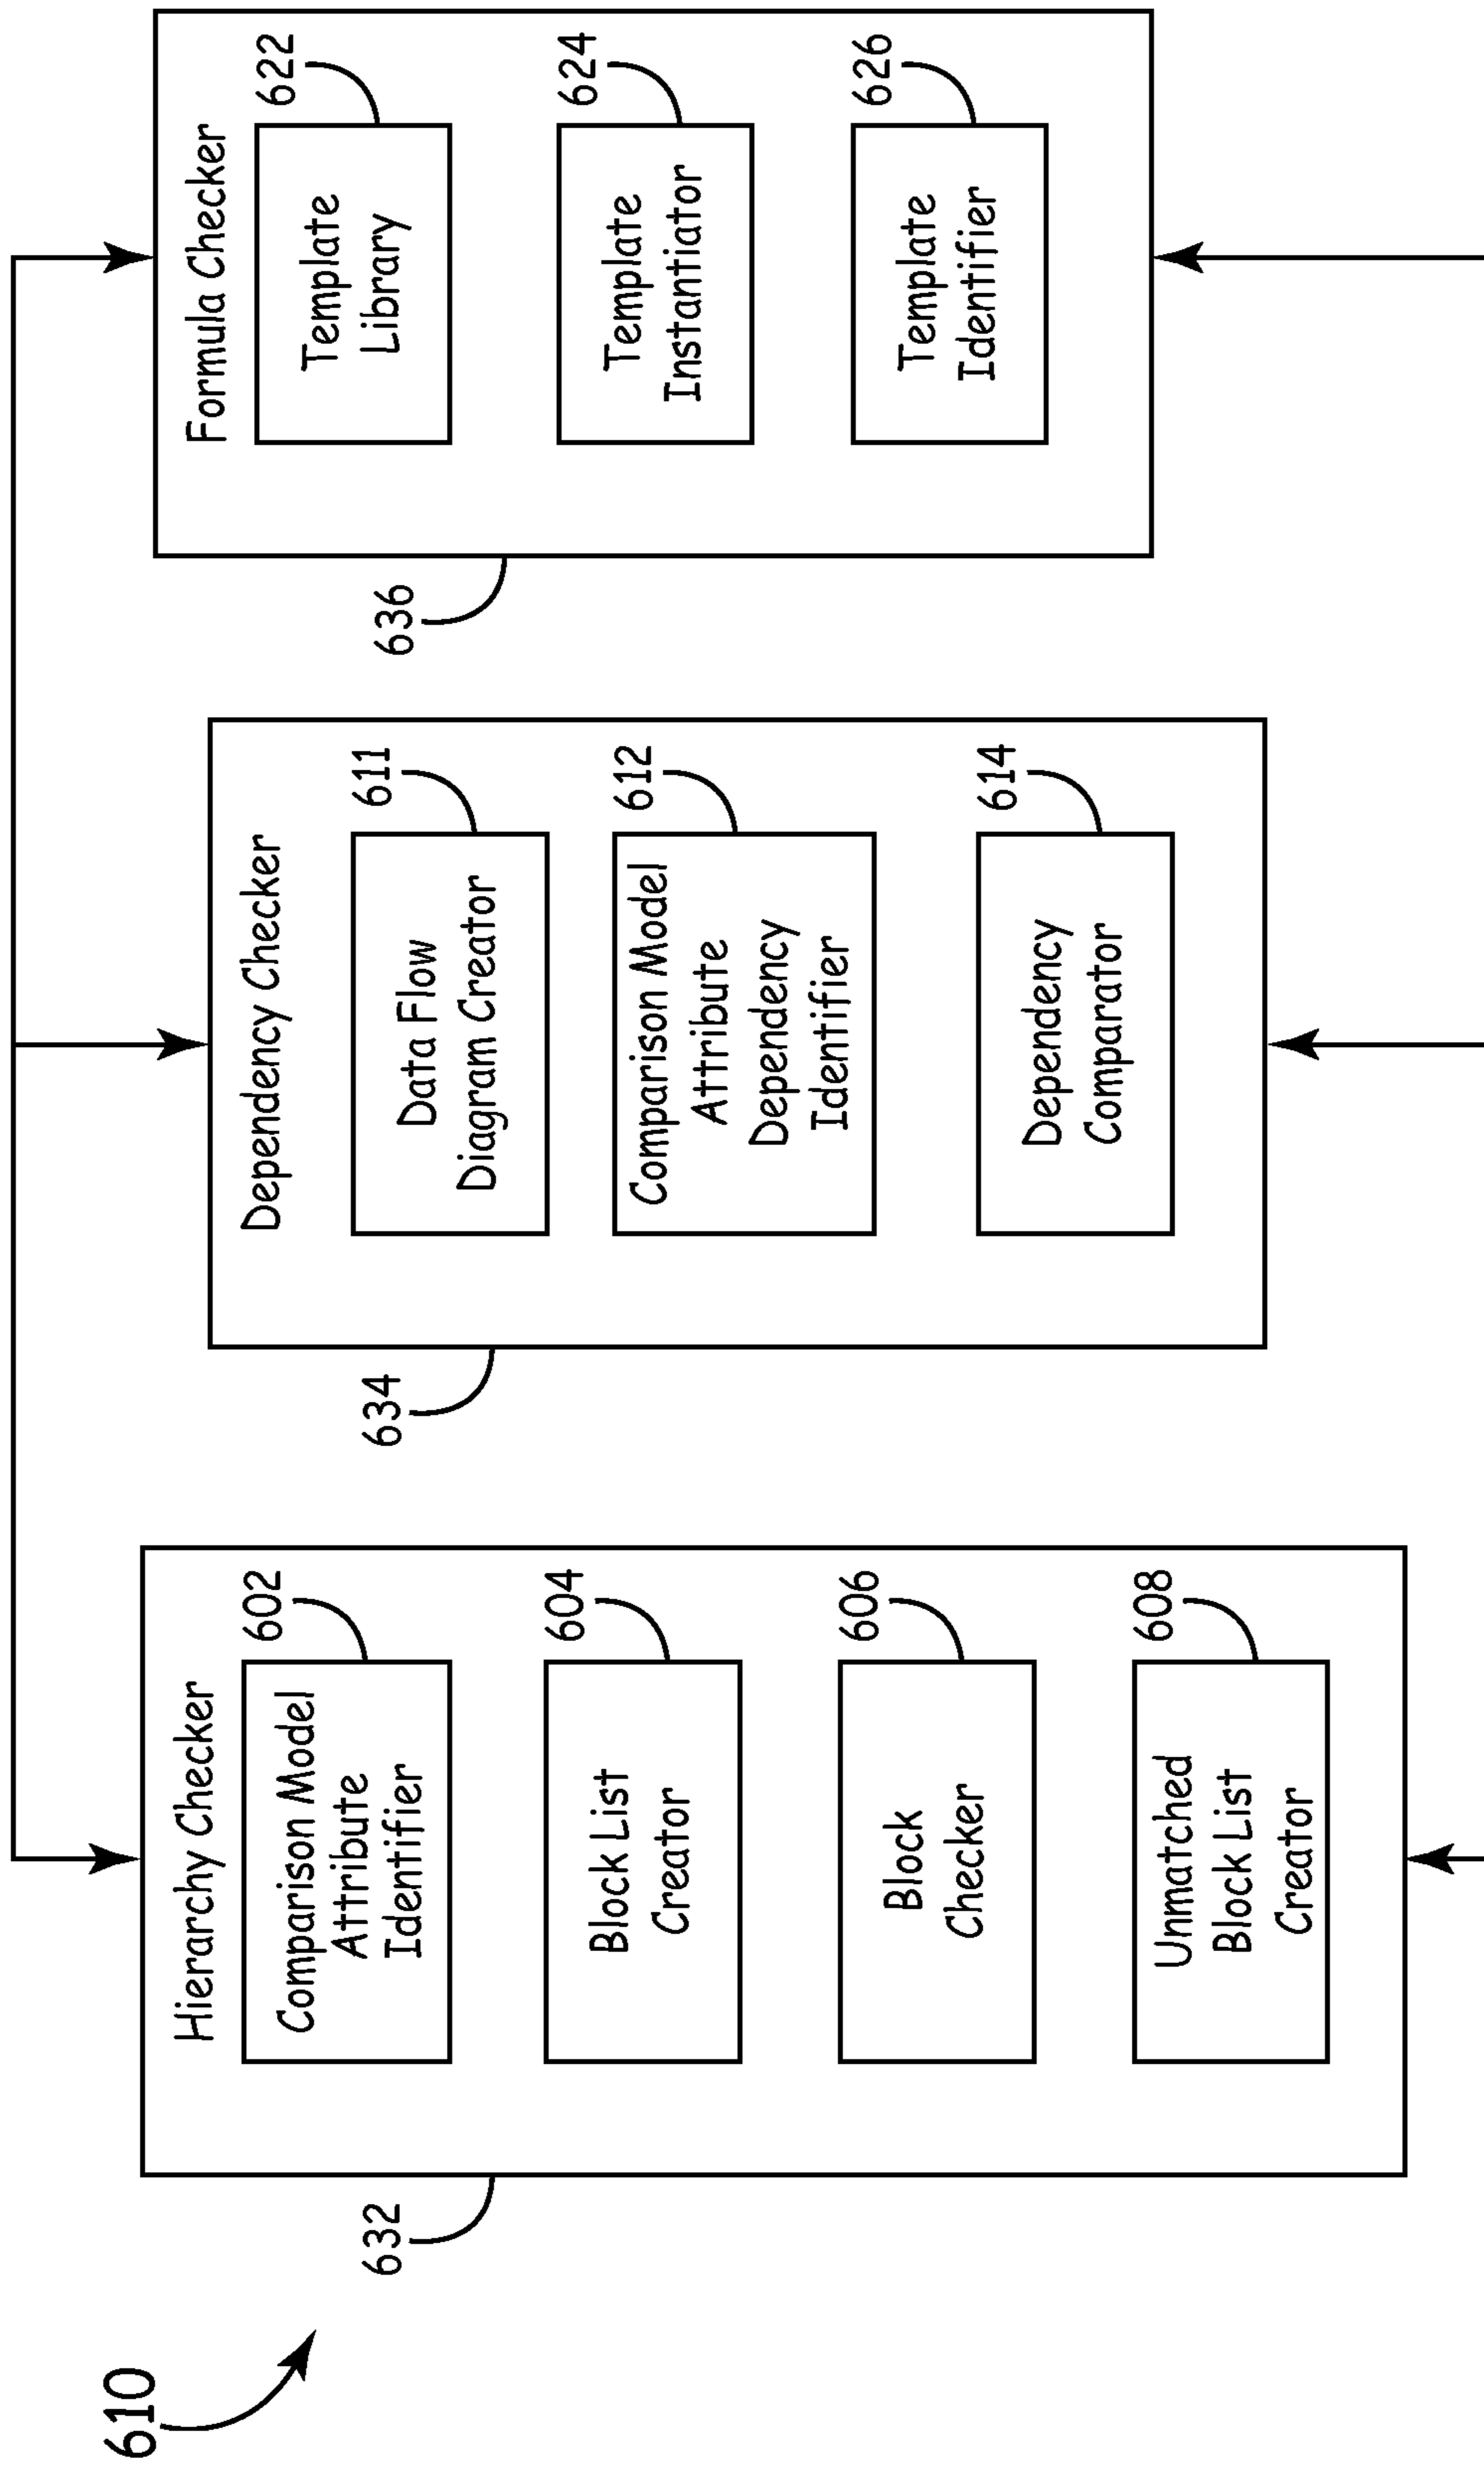 610
632
Hierarchy Checker
602
Comparison Model
Attribute
Identifier
604
Block List
Creator
606
Block
Checker
608
Unmatched
Block List
Creator
634
Dependency Checker
611
Data Flow
Diagram Creator
612
Comparison Model
Attribute
Dependency
Identifier
614
Dependency
Comparator
636
Formula Checker
622
Template
Library
624
Template
Instantiator
626
Template
Identifier